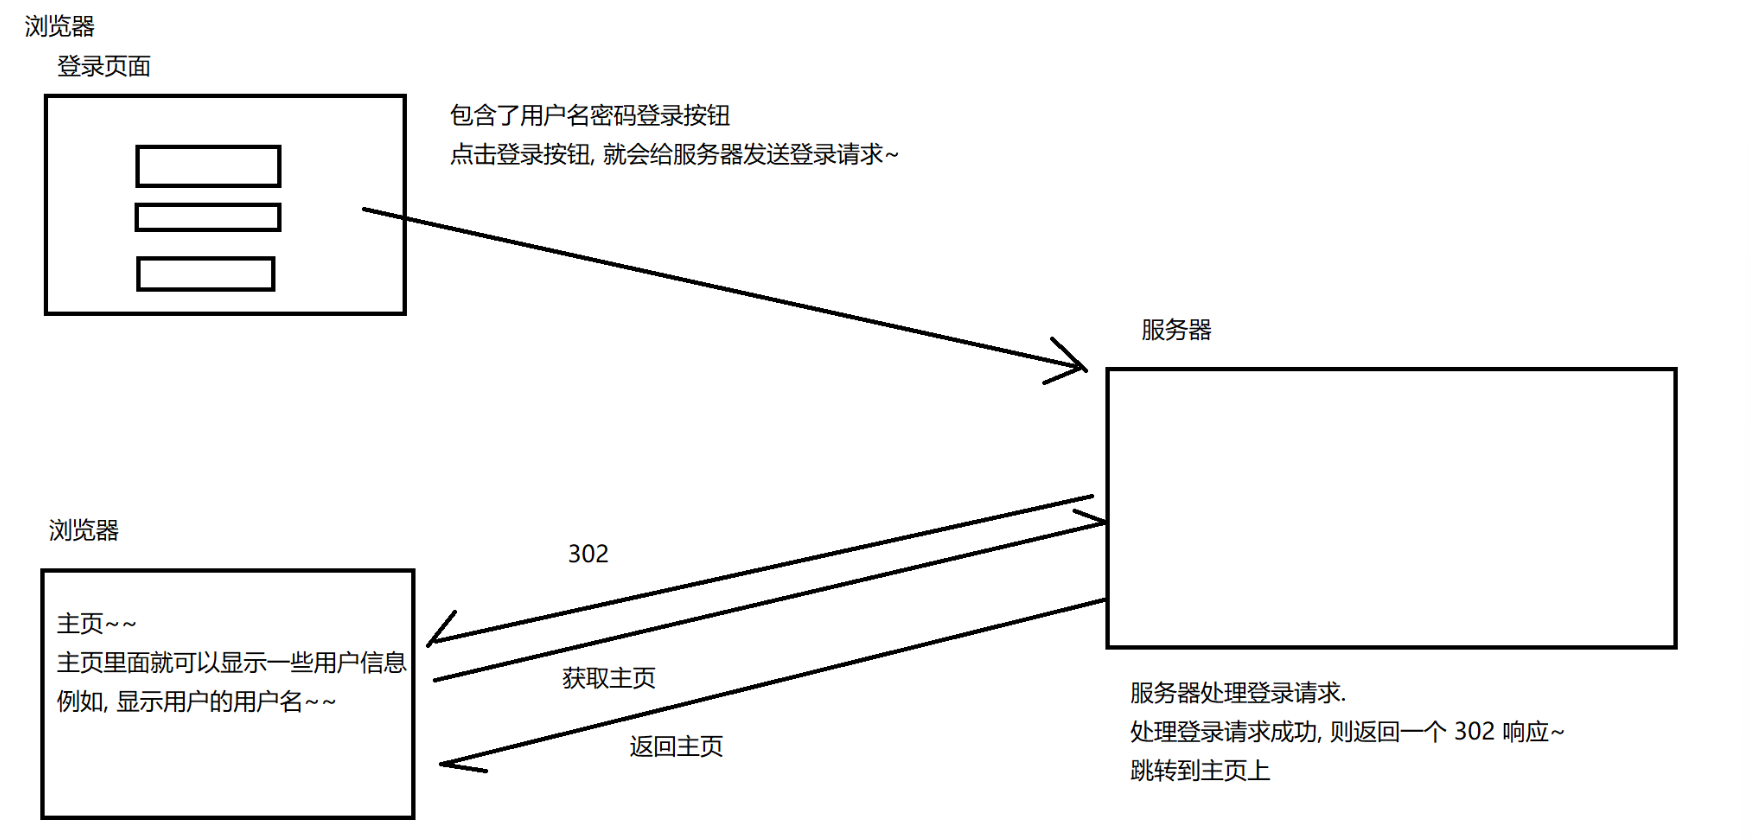 浏览器
登录页面
包含了用户名密码登录按钮
点击登录按钮, 就会给服务器发送登录请求~
服务器
浏览器
302
主页~~
主页里面就可以显示一些用户信息
例如, 显示用户的用户名~~
获取主页
返回主页
服务器处理登录请求.
处理登录请求成功, 则返回一个 302 响应~
跳转到主页上